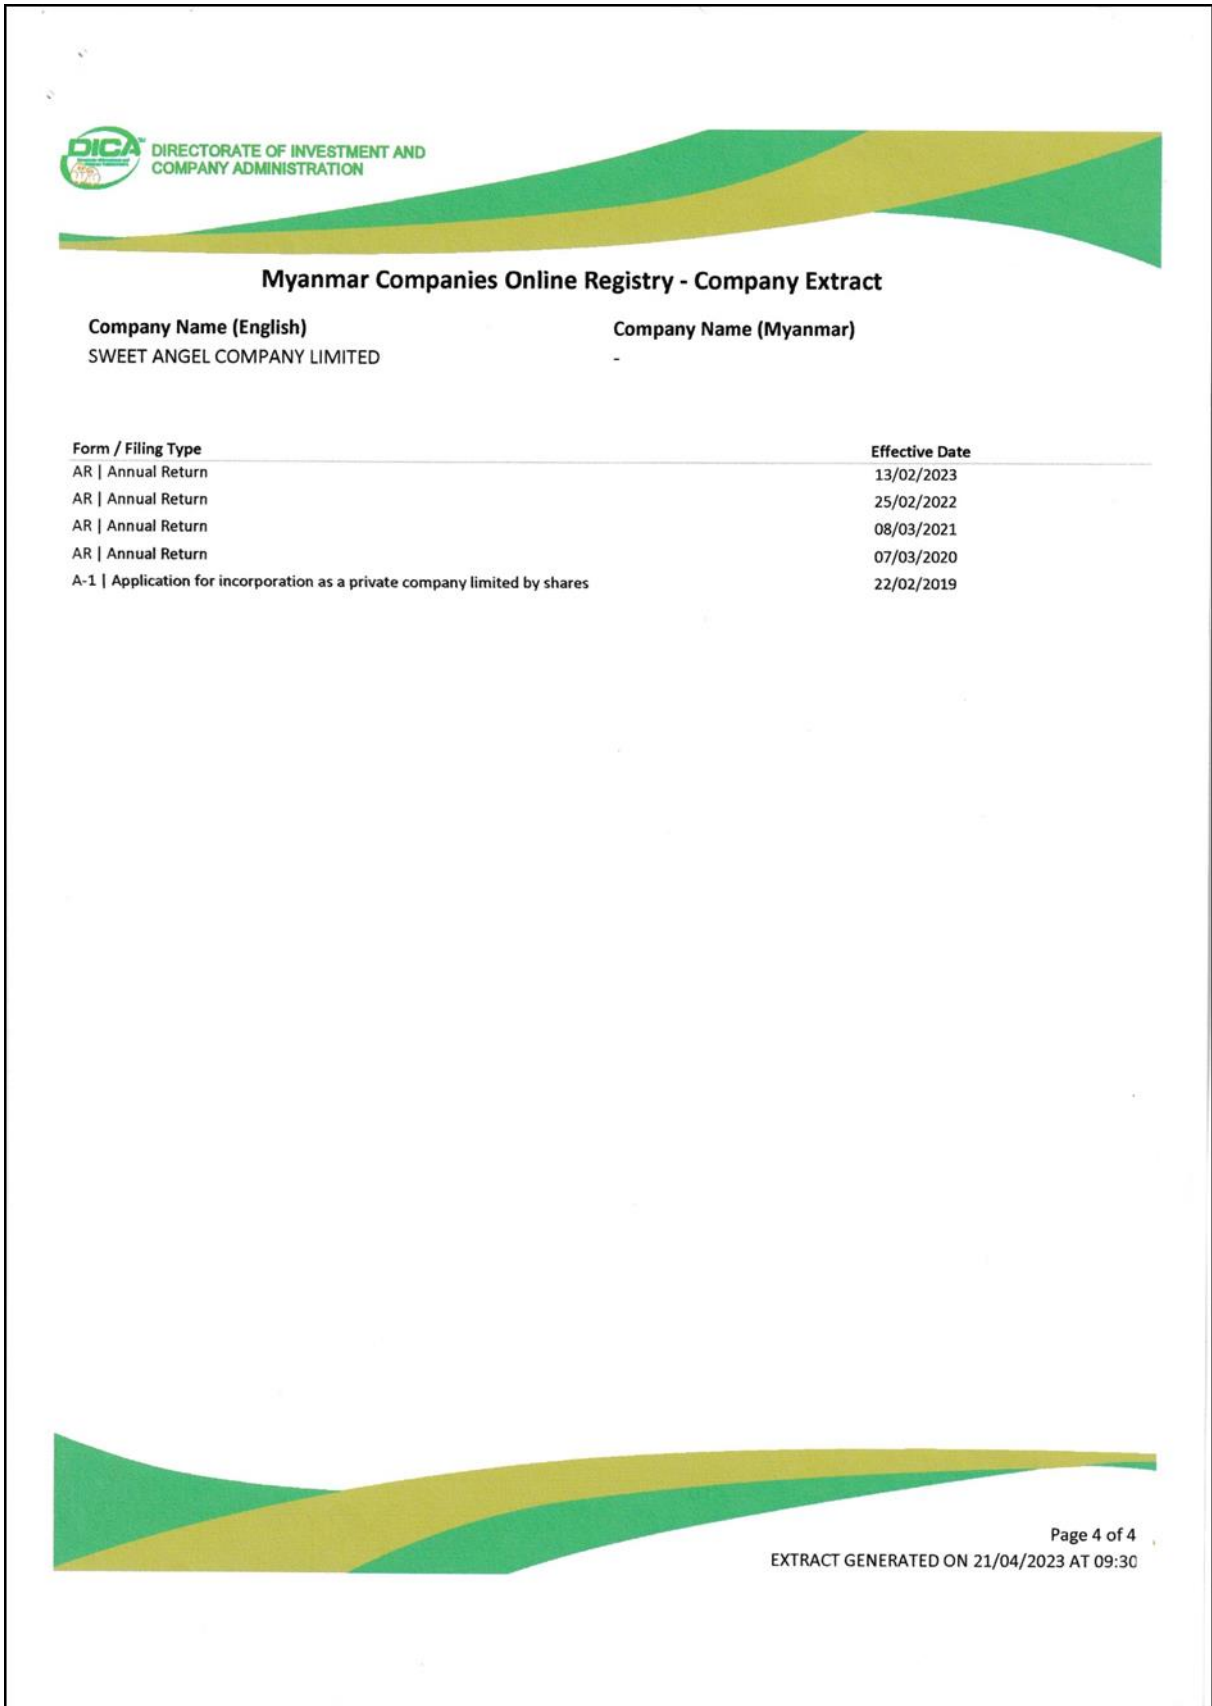 DICA
DIRECTORATE OF INVESTMENT AND
COMPANY ADMINISTRATION
Myanmar Companies Online Registry - Company Extract
Company Name (English) Company Name (Myanmar)
SWEET ANGEL COMPANY LIMITED -
Form / Filing Type Effective Date
AR | Annual Return 13/02/2023
AR | Annual Return 25/02/2022
AR | Annual Return 08/03/2021
AR | Annual Return 07/03/2020
A-1 | Application for incorporation as a private company limited by shares 22/02/2019
Page 4 of 4
EXTRACT GENERATED ON 21/04/2023 AT 09:30